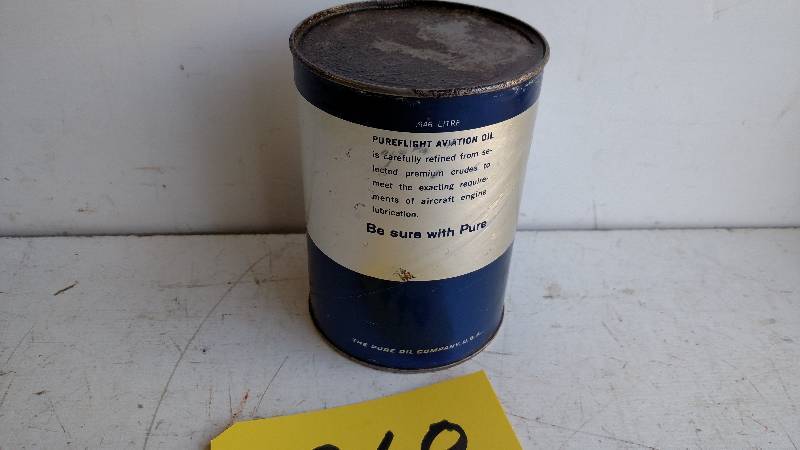 .946 LITRE
PUREFLIGHT AVIATION OIL
is carefully refined from se-
lected premium crudes to
meet the exacting require-
ments of aircraft engine
lubrication.
Be sure with Pure
THE PURE OIL COMPANY, U.S.A.